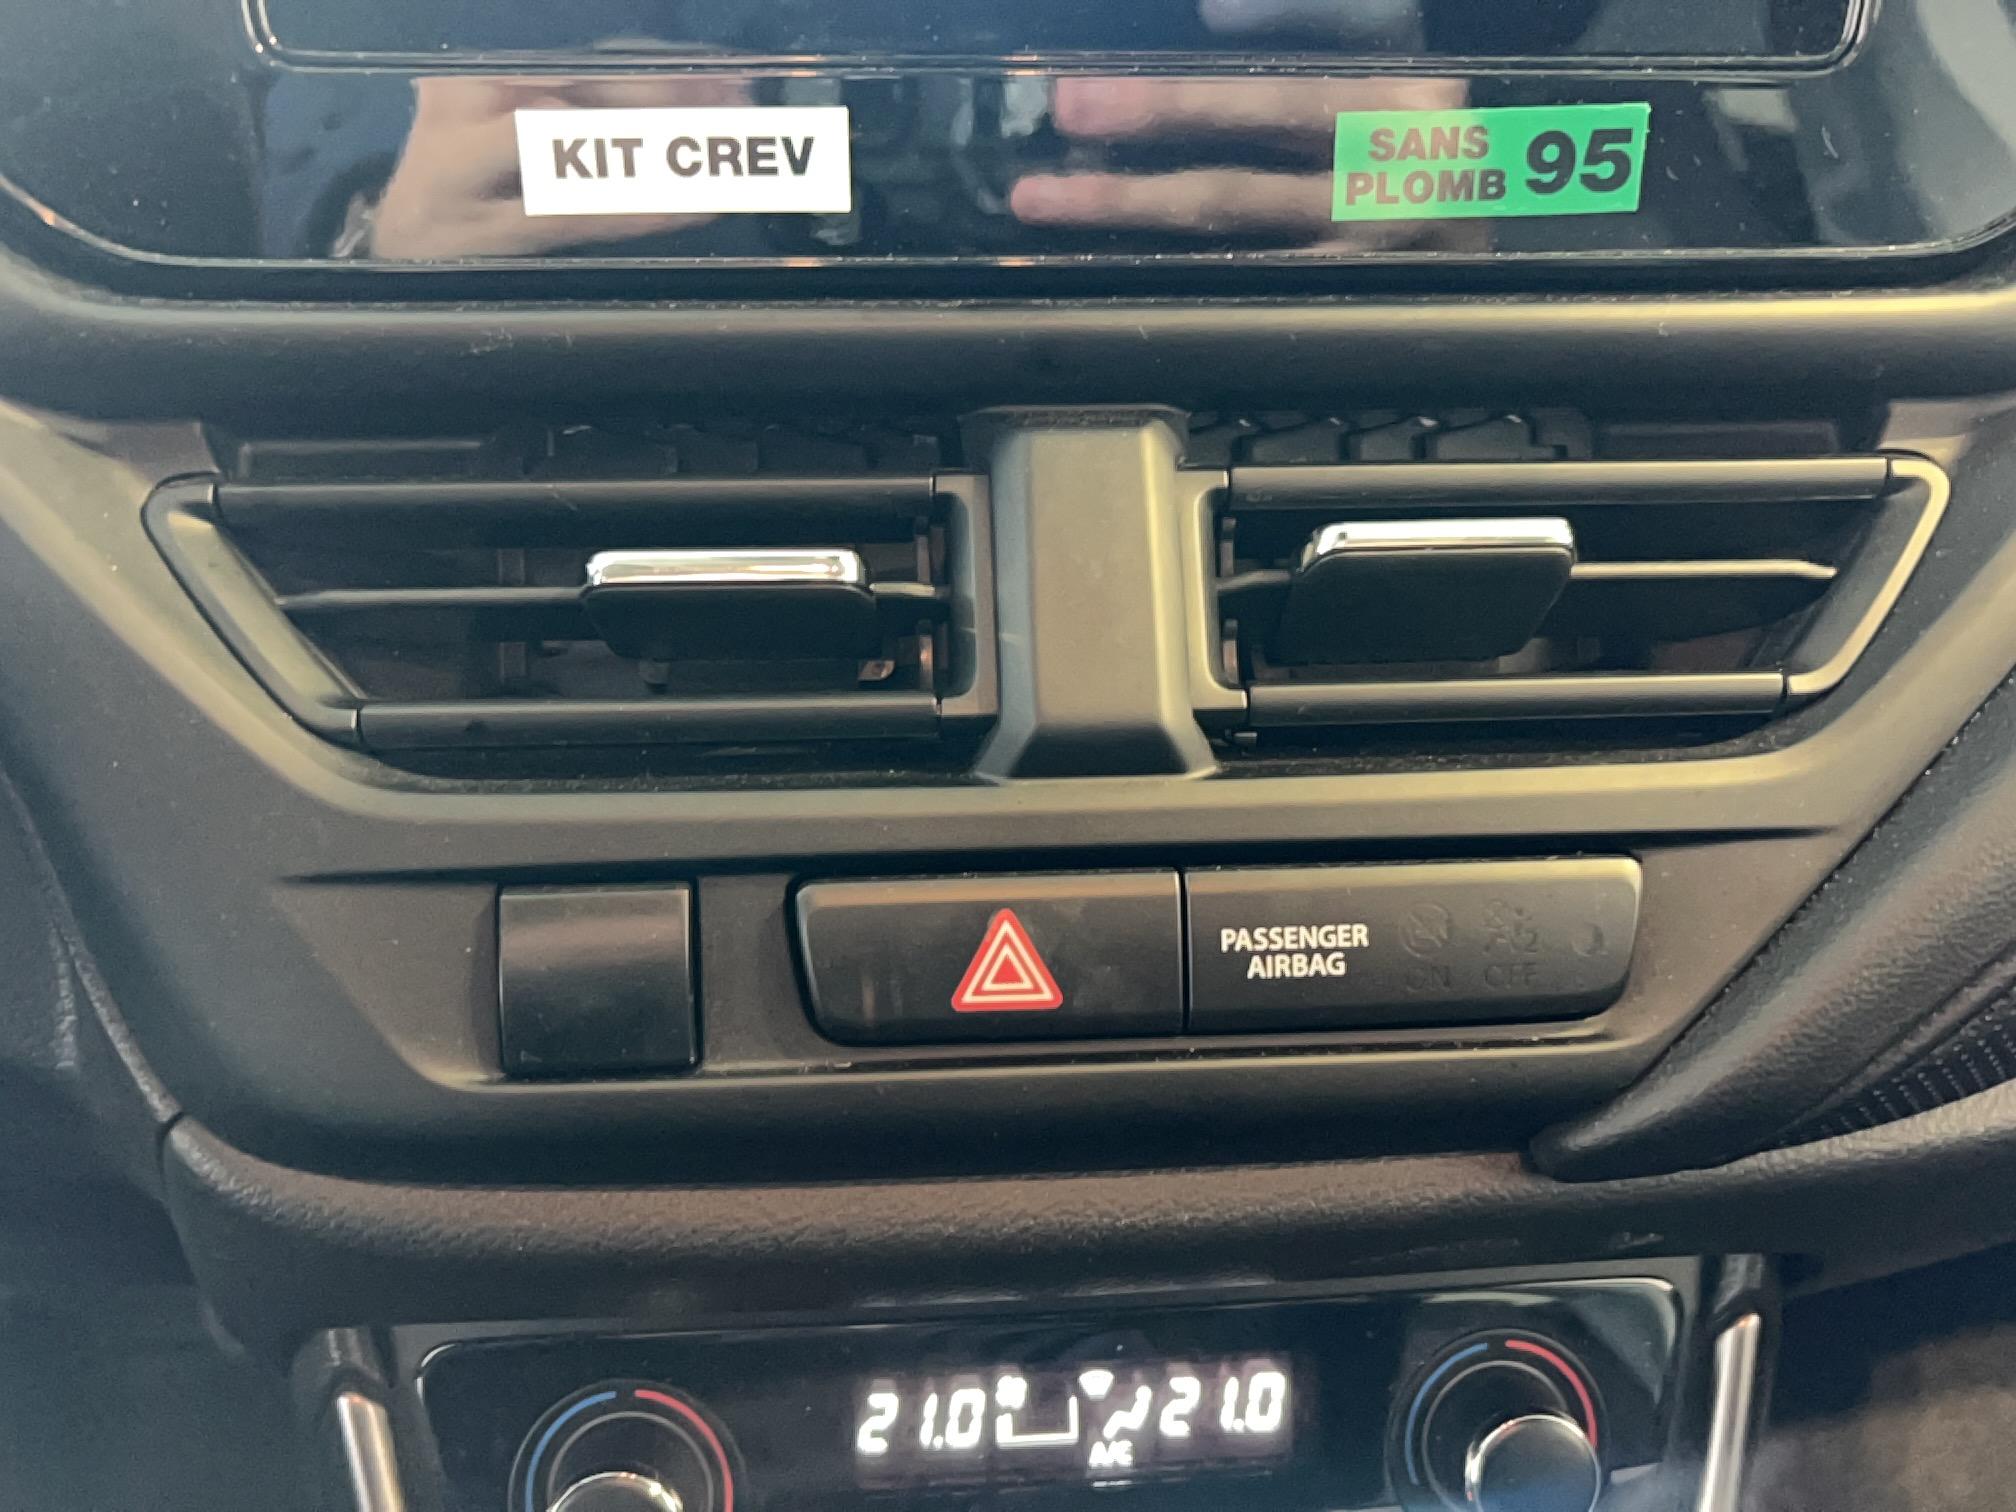 KIT CREV
SANS
PLOMB 95
PASSENGER
AIRBAG
ON OFF
21.0 21.0
A/C